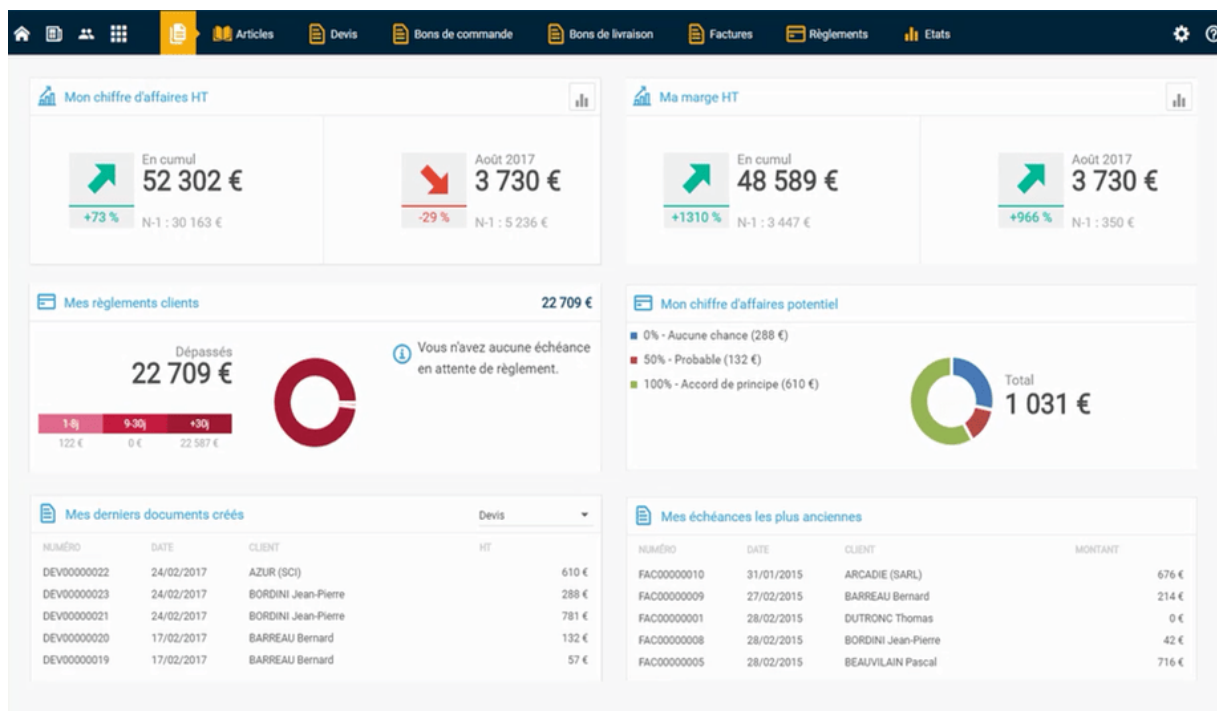 Articles Devis Bons de commande Bons de livraison Factures Règlements Etats
Mon chiffre d'affaires HT
En cumul
52 302 €
+73 %
N-1 : 30 163 €
Août 2017
3 730 €
-29 %
N-1 : 5 236 €
Ma marge HT
En cumul
48 589 €
+1310 %
N-1 : 3 447 €
Août 2017
3 730 €
+966 %
N-1 : 350 €
Mes règlements clients 22 709 €
Dépassés
22 709 €
1-8j 9-30j +30j
122 € 0 € 22 587 €
Vous n'avez aucune échéance
en attente de règlement.
Mon chiffre d'affaires potentiel
0% - Aucune chance (288 €)
50% - Probable (132 €)
100% - Accord de principe (610 €)
Total
1 031 €
Mes derniers documents créés Devis
NUMÉRO DATE CLIENT HT
DEV00000022 24/02/2017 AZUR (SCI) 610 €
DEV00000023 24/02/2017 BORDINI Jean-Pierre 288 €
DEV00000021 24/02/2017 BORDINI Jean-Pierre 781 €
DEV00000020 17/02/2017 BARREAU Bernard 132 €
DEV00000019 17/02/2017 BARREAU Bernard 57 €
Mes échéances les plus anciennes
NUMÉRO DATE CLIENT MONTANT
FAC00000010 31/01/2015 ARCADIE (SARL) 676 €
FAC00000009 27/02/2015 BARREAU Bernard 214 €
FAC00000001 28/02/2015 DUTRONC Thomas 0 €
FAC00000008 28/02/2015 BORDINI Jean-Pierre 42 €
FAC00000005 28/02/2015 BEAUVILAIN Pascal 716 €